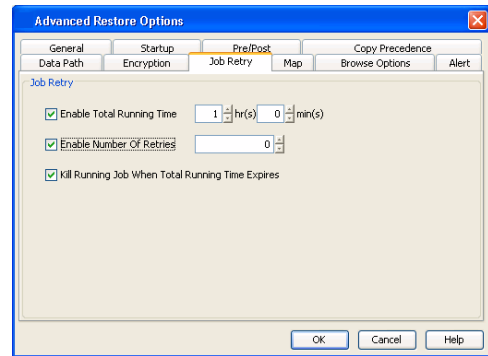 Advanced Restore Options
General Startup Pre/Post Copy Precedence
Data Path Encryption Job Retry Map Browse Options Alert
Job Retry
Enable Total Running Time 1 hr(s) 0 min(s)
Enable Number Of Retries 0
Kill Running Job When Total Running Time Expires
OK Cancel Help